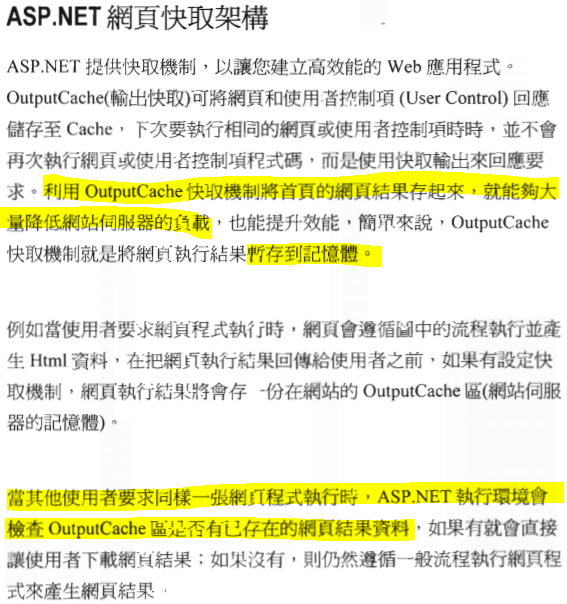 ASP.NET 網頁快取架構
ASP.NET 提供快取機制，以讓您建立高效能的 Web 應用程式。
OutputCache(輸出快取)可將網頁和使用者控制項 (User Control) 回應
儲存至 Cache，下次要執行相同的網頁或使用者控制項時時，並不會
再次執行網頁或使用者控制項程式碼，而是使用快取輸出來回應要
求。利用 OutputCache 快取機制將首頁的網頁結果存起來，就能夠大
量降低網站伺服器的負載，也能提升效能，簡單來說，OutputCache
快取機制就是將網頁執行結果暫存到記憶體。
例如當使用者要求網頁程式執行時，網頁會遵循圖中的流程執行並產
生 Html 資料，在把網頁執行結果回傳給使用者之前，如果有設定快
取機制，網頁執行結果將會存一份在網站的 OutputCache 區(網站伺服
器的記憶體)。
當其他使用者要求同樣一張網頁程式執行時，ASP.NET 執行環境會
檢查 OutputCache 區是否有已存在的網頁結果資料，如果有就會直接
讓使用者下載網頁結果；如果沒有，則仍然遵循一般流程執行網頁程
式來產生網頁結果。